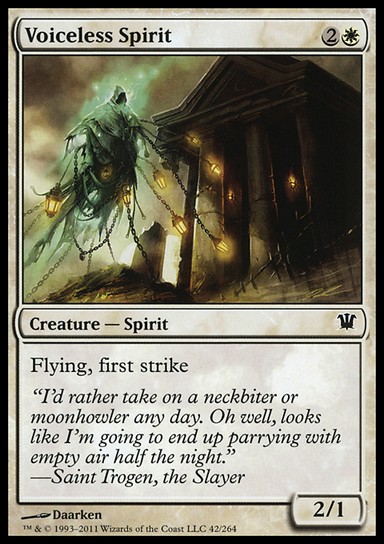 Voiceless Spirit 2
Creature — Spirit
Flying, first strike
“I’d rather take on a neckbiter or
moonhowler any day. Oh well, looks
like I’m going to end up parrying with
empty air half the night.”
—Saint Trogen, the Slayer
2/1
Daarken
™ & © 1993–2011 Wizards of the Coast LLC 42/264